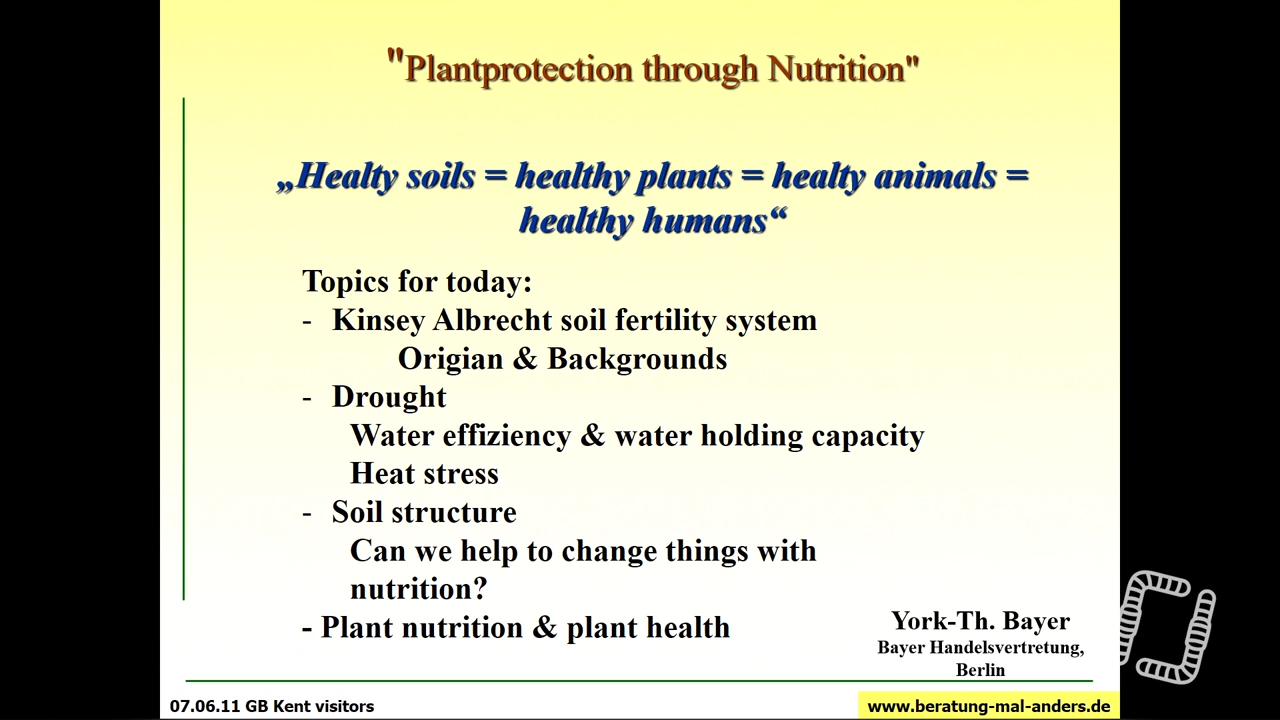 "Plantprotection through Nutrition"
„Healty soils = healthy plants = healty animals =
healthy humans“
Topics for today:
- Kinsey Albrecht soil fertility system
Origian & Backgrounds
- Drought
Water effiziency & water holding capacity
Heat stress
- Soil structure
Can we help to change things with
nutrition?
- Plant nutrition & plant health
York-Th. Bayer
Bayer Handelsvertretung,
Berlin
07.06.11 GB Kent visitors
www.beratung-mal-anders.de